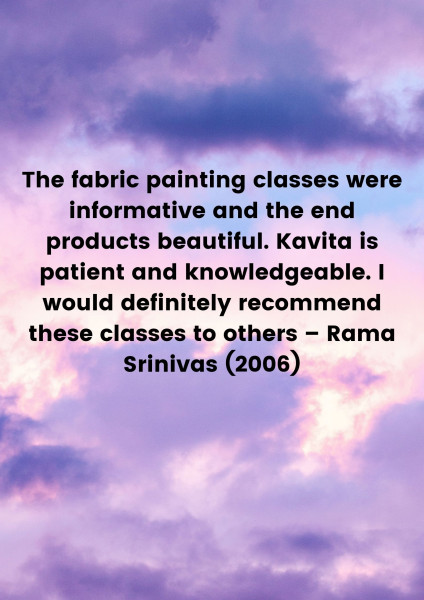 The fabric painting classes were
informative and the end
products beautiful. Kavita is
patient and knowledgeable. I
would definitely recommend
these classes to others – Rama
Srinivas (2006)